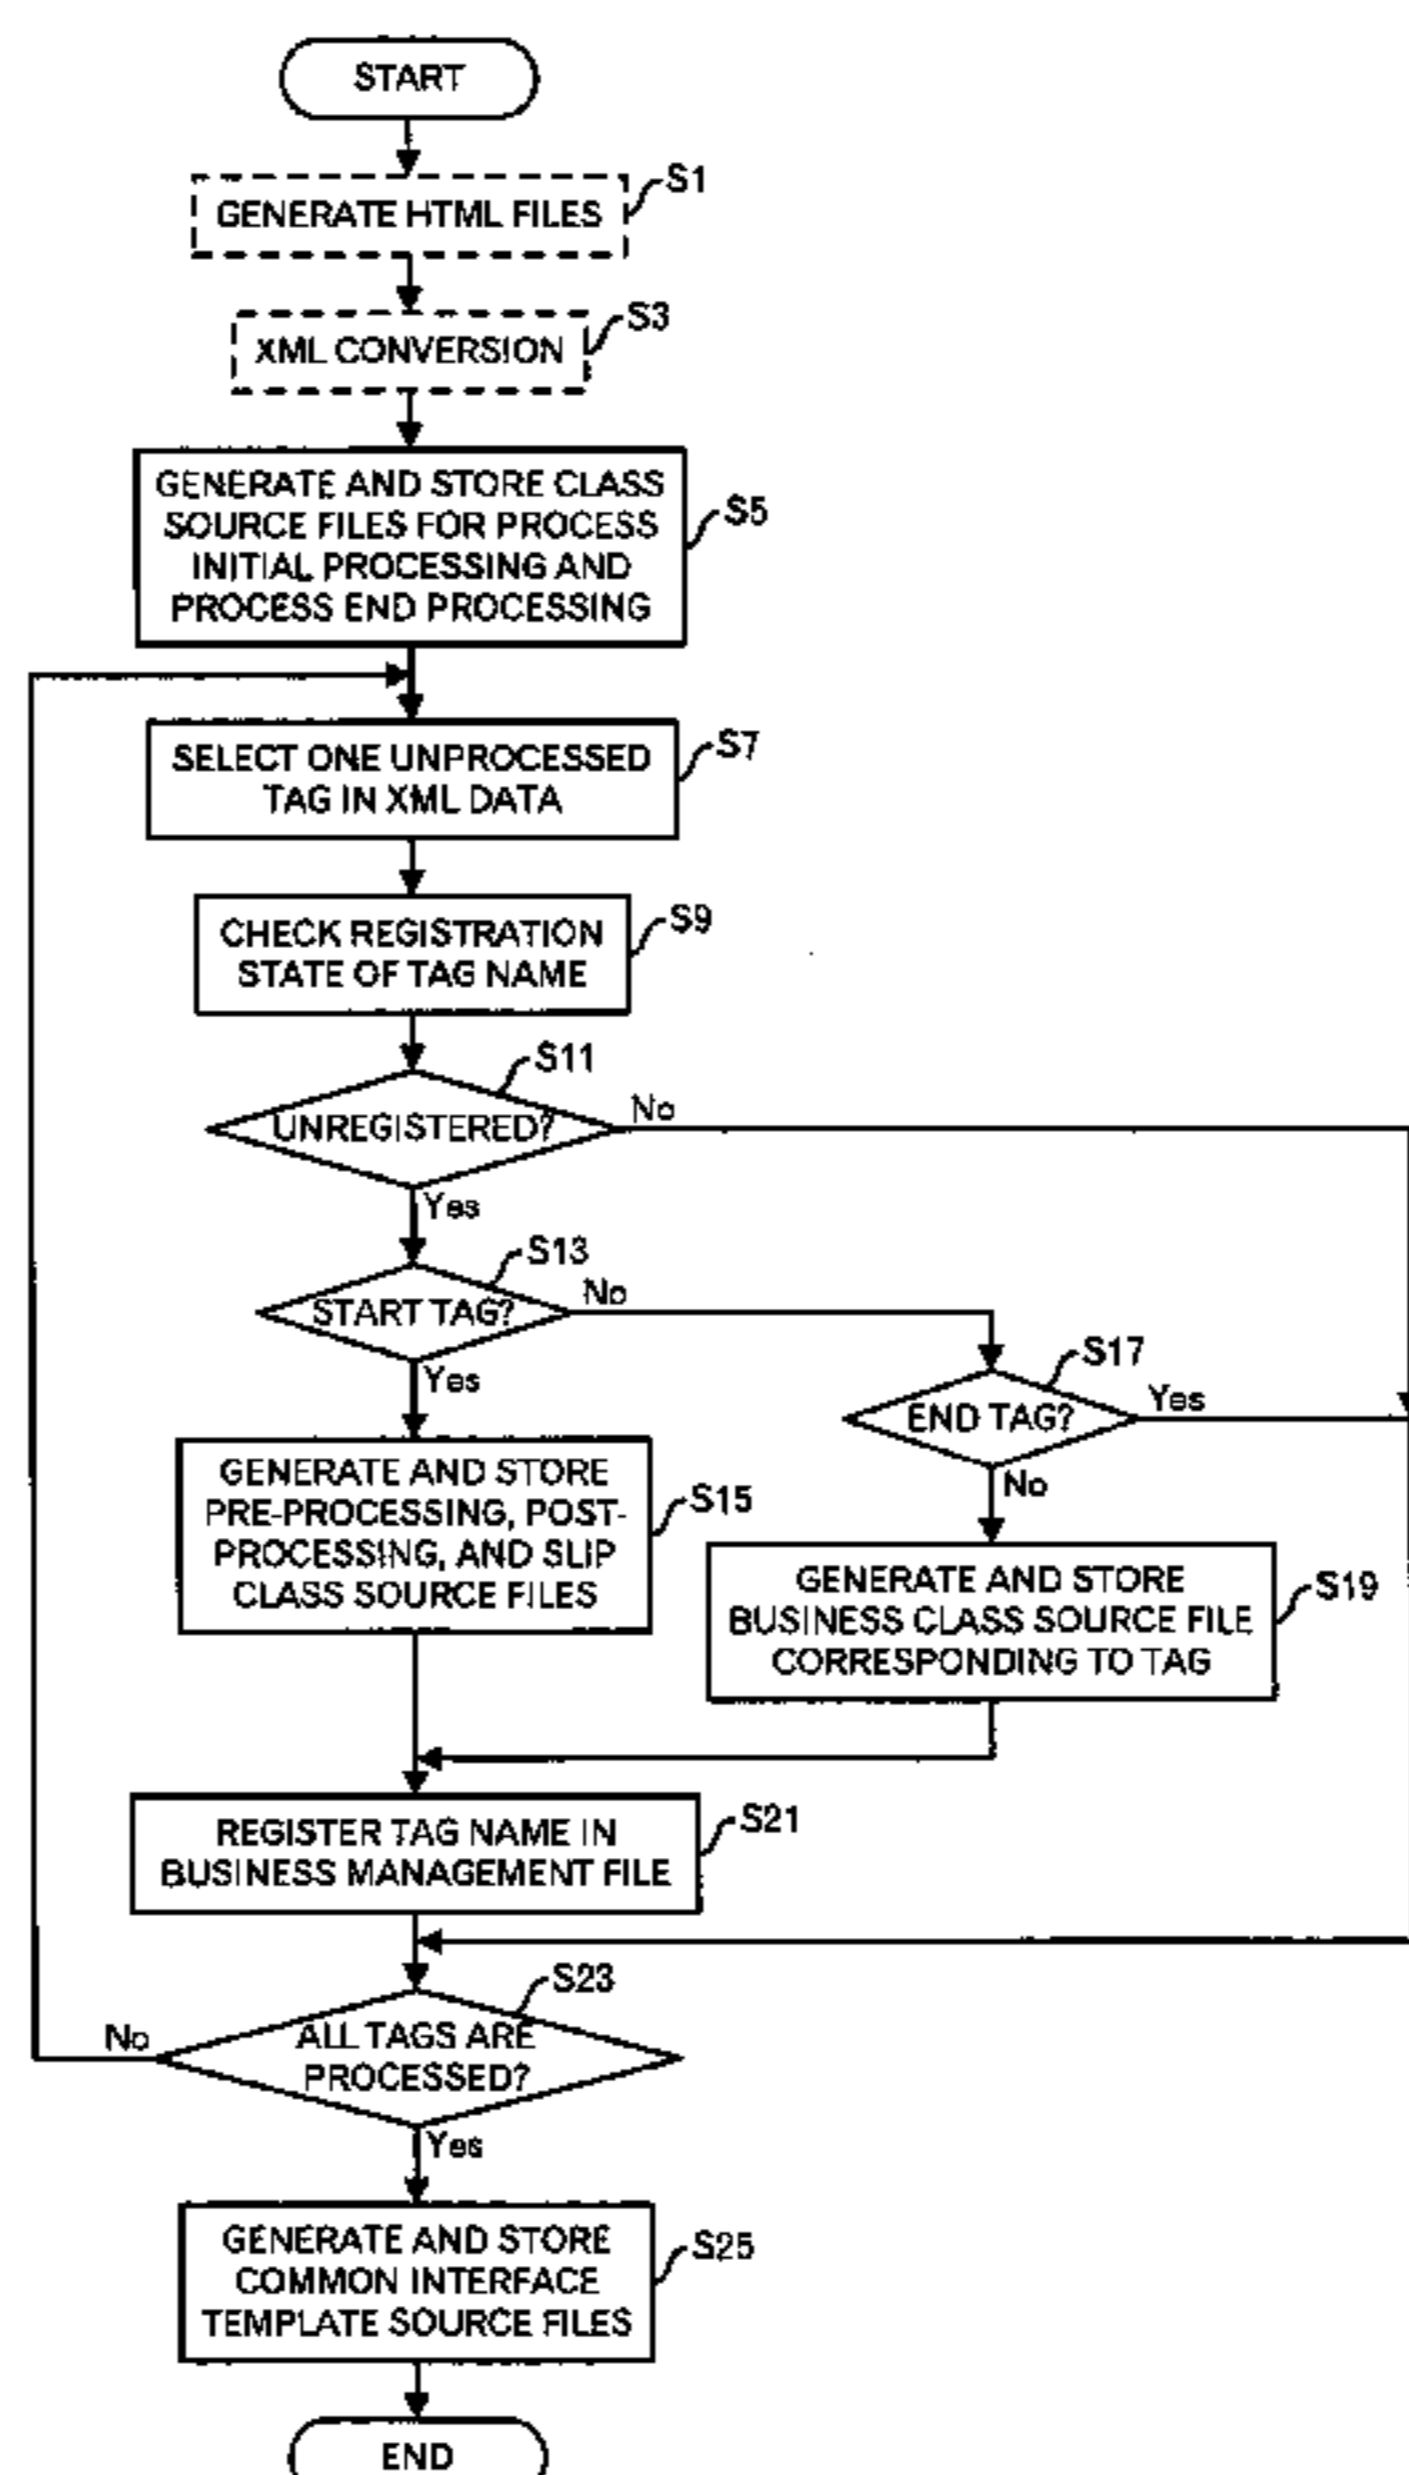 START
S1
GENERATE HTML FILES
S3
XML CONVERSION
GENERATE AND STORE CLASS
SOURCE FILES FOR PROCESS
INITIAL PROCESSING AND
PROCESS END PROCESSING
S5
SELECT ONE UNPROCESSED
TAG IN XML DATA
S7
CHECK REGISTRATION
STATE OF TAG NAME
S9
S11
UNREGISTERED?
No
Yes
S13
START TAG?
No
Yes
S17
END TAG?
Yes
No
GENERATE AND STORE
PRE-PROCESSING, POST-
PROCESSING, AND SLIP
CLASS SOURCE FILES
S15
GENERATE AND STORE
BUSINESS CLASS SOURCE FILE
CORRESPONDING TO TAG
S19
REGISTER TAG NAME IN
BUSINESS MANAGEMENT FILE
S21
S23
ALL TAGS ARE
PROCESSED?
No
Yes
GENERATE AND STORE
COMMON INTERFACE
TEMPLATE SOURCE FILES
S25
END